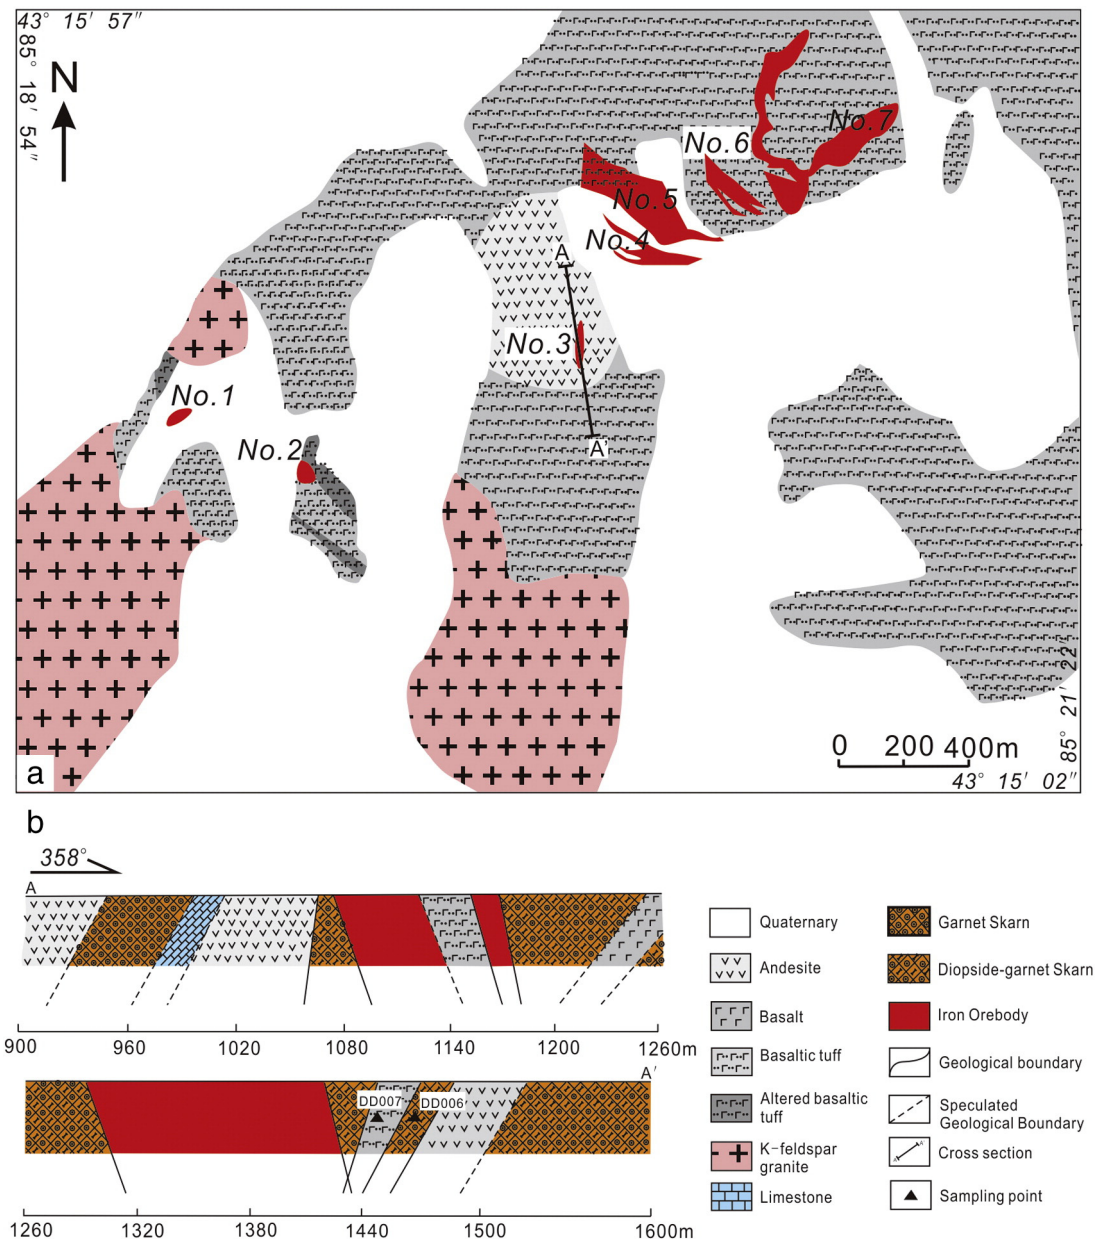 43° 15′ 57″
85° 18′ 54″
N
No.7
No.6
No.5
No.4
A
No.3
No.1
No.2
A′
0 200 400m
85° 21′ 22″
43° 15′ 02″
a
b
358°
A
900 960 1020 1080 1140 1200 1260m
A′
DD007
DD006
1260 1320 1380 1440 1500 1600m
Quaternary
Andesite
Basalt
Basaltic tuff
Altered basaltic
tuff
K-feldspar
granite
Limestone
Garnet Skarn
Diopside-garnet Skarn
Iron Orebody
Geological boundary
Speculated
Geological Boundary
A A′
Cross section
Sampling point